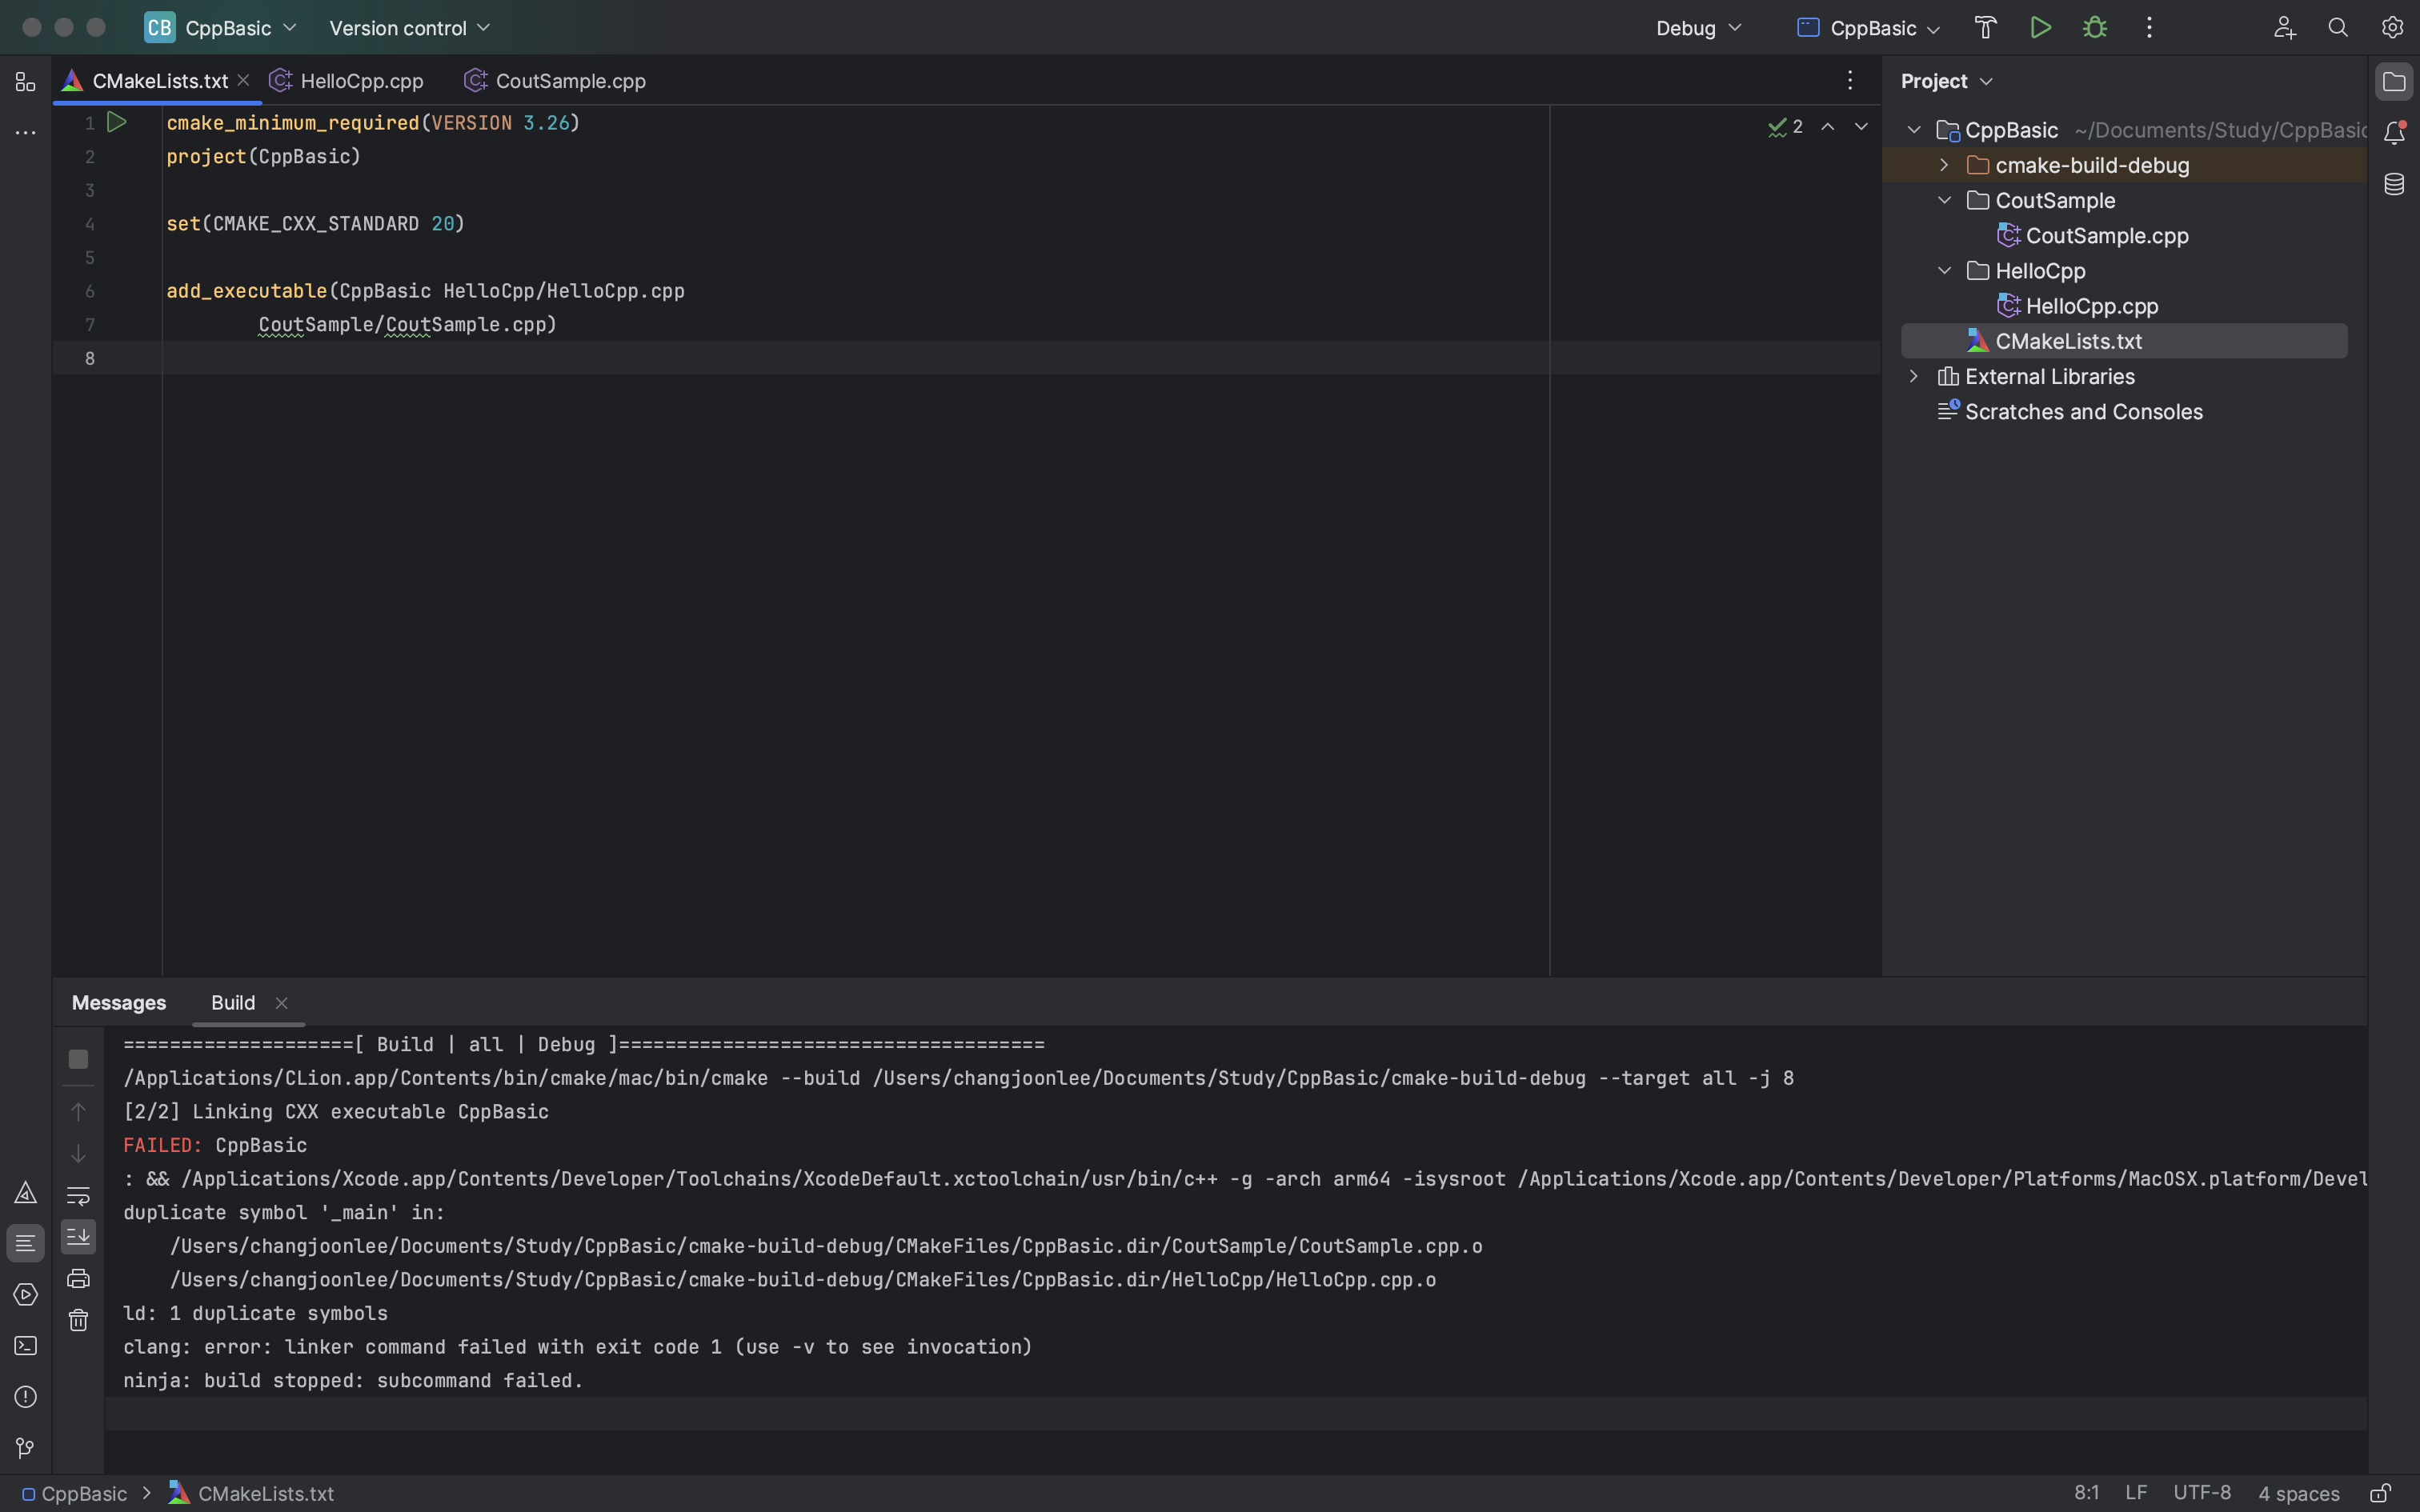 CB CppBasic Version control Debug CppBasic
CMakeLists.txt HelloCpp.cpp CoutSample.cpp
1 cmake_minimum_required(VERSION 3.26)
2 project(CppBasic)
3
4 set(CMAKE_CXX_STANDARD 20)
5
6 add_executable(CppBasic HelloCpp/HelloCpp.cpp
7 CoutSample/CoutSample.cpp)
8
2
Project
CppBasic ~/Documents/Study/CppBasic
cmake-build-debug
CoutSample
CoutSample.cpp
HelloCpp
HelloCpp.cpp
CMakeLists.txt
External Libraries
Scratches and Consoles
Messages Build
====================[ Build | all | Debug ]=====================================
/Applications/CLion.app/Contents/bin/cmake/mac/bin/cmake --build /Users/changjoonlee/Documents/Study/CppBasic/cmake-build-debug --target all -j 8
[2/2] Linking CXX executable CppBasic
FAILED: CppBasic
: && /Applications/Xcode.app/Contents/Developer/Toolchains/XcodeDefault.xctoolchain/usr/bin/c++ -g -arch arm64 -isysroot /Applications/Xcode.app/Contents/Developer/Platforms/MacOSX.platform/Devel
duplicate symbol '_main' in:
/Users/changjoonlee/Documents/Study/CppBasic/cmake-build-debug/CMakeFiles/CppBasic.dir/CoutSample/CoutSample.cpp.o
/Users/changjoonlee/Documents/Study/CppBasic/cmake-build-debug/CMakeFiles/CppBasic.dir/HelloCpp/HelloCpp.cpp.o
ld: 1 duplicate symbols
clang: error: linker command failed with exit code 1 (use -v to see invocation)
ninja: build stopped: subcommand failed.
CppBasic CMakeLists.txt 8:1 LF UTF-8 4 spaces